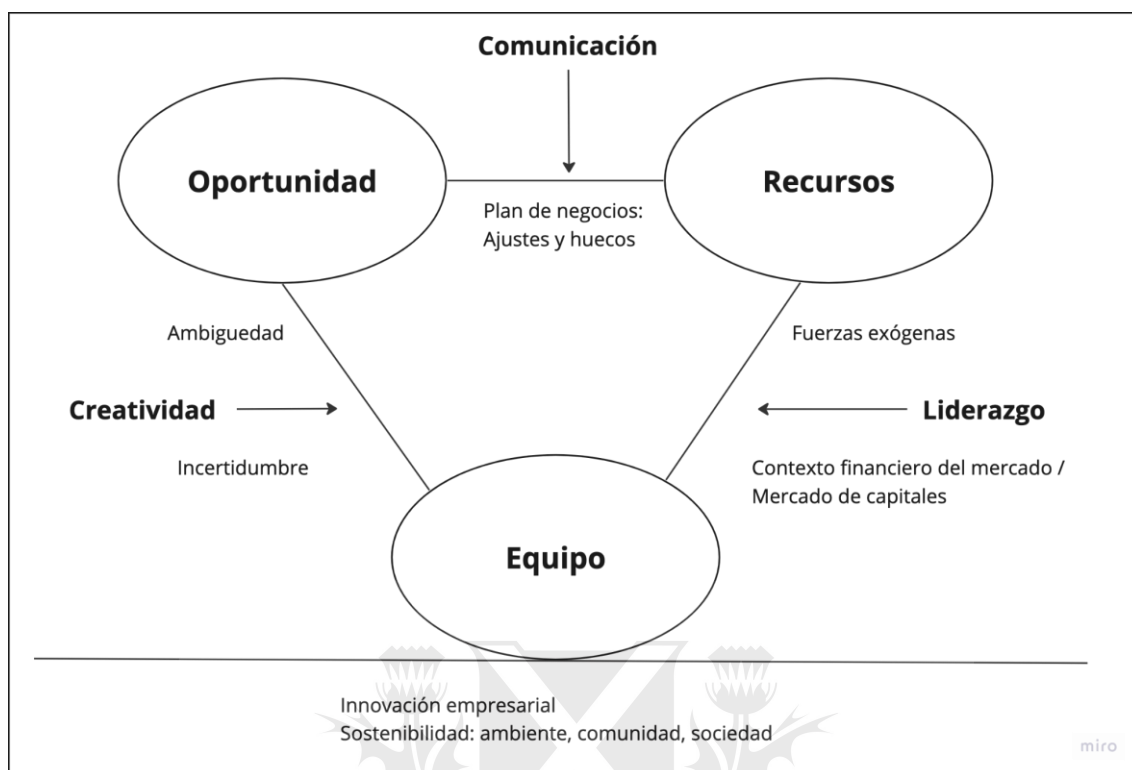 Comunicación
Oportunidad
Recursos
Plan de negocios:
Ajustes y huecos
Ambiguedad
Fuerzas exógenas
Creatividad
Liderazgo
Incertidumbre
Contexto financiero del mercado /
Mercado de capitales
Equipo
Innovación empresarial
Sostenibilidad: ambiente, comunidad, sociedad
miro